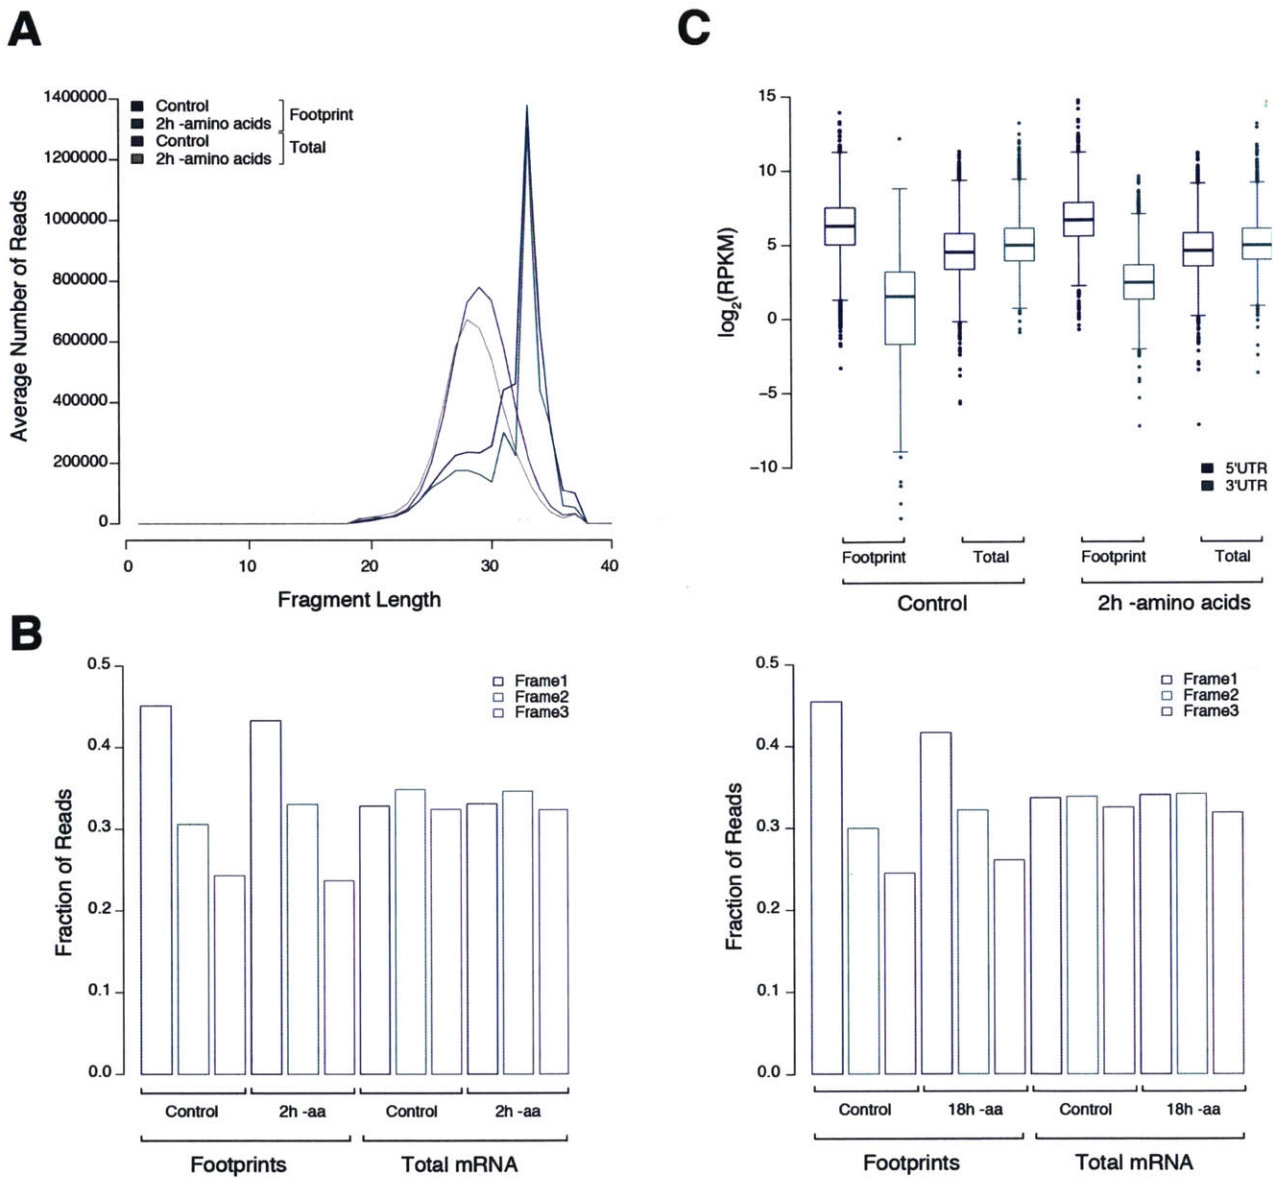 A
1400000
1200000
1000000
800000
600000
400000
200000
0
Average Number of Reads
Control
2h -amino acids
Footprint
Control
2h -amino acids
Total
0 10 20 30 40
Fragment Length
C
15
10
5
0
−5
−10
log2(RPKM)
5'UTR
3'UTR
Footprint Total Footprint Total
Control 2h -amino acids
B
0.5
0.4
0.3
0.2
0.1
0.0
Fraction of Reads
Frame1
Frame2
Frame3
Control 2h -aa Control 2h -aa
Footprints Total mRNA
0.5
0.4
0.3
0.2
0.1
0.0
Fraction of Reads
Frame1
Frame2
Frame3
Control 18h -aa Control 18h -aa
Footprints Total mRNA